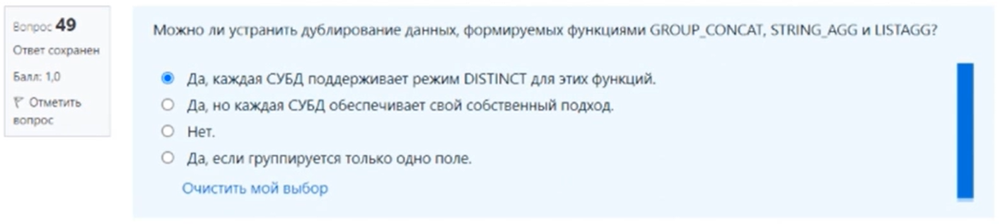 Вопрос 49
Ответ сохранен
Балл: 1,0
Отметить
вопрос
Можно ли устранить дублирование данных, формируемых функциями GROUP_CONCAT, STRING_AGG и LISTAGG?
Да, каждая СУБД поддерживает режим DISTINCT для этих функций.
Да, но каждая СУБД обеспечивает свой собственный подход.
Нет.
Да, если группируется только одно поле.
Очистить мой выбор